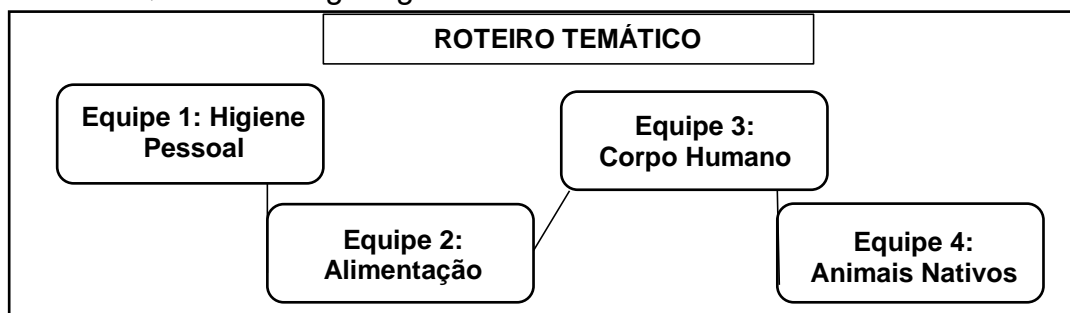 ROTEIRO TEMÁTICO
Equipe 1: Higiene
Pessoal
Equipe 2:
Alimentação
Equipe 3:
Corpo Humano
Equipe 4:
Animais Nativos